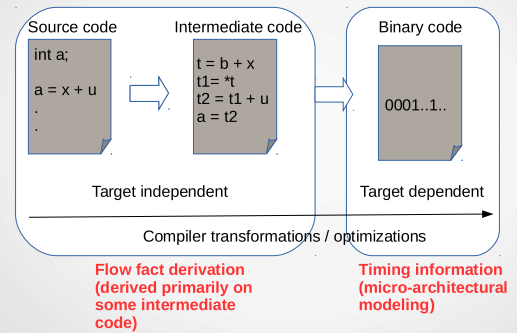 Source code
int a;
a = x + u
.
.
Intermediate code
t = b + x
t1= *t
t2 = t1 + u
a = t2
Binary code
0001..1..
Target independent
Target dependent
Compiler transformations / optimizations
Flow fact derivation
(derived primarily on
some intermediate
code)
Timing information
(micro-architectural
modeling)